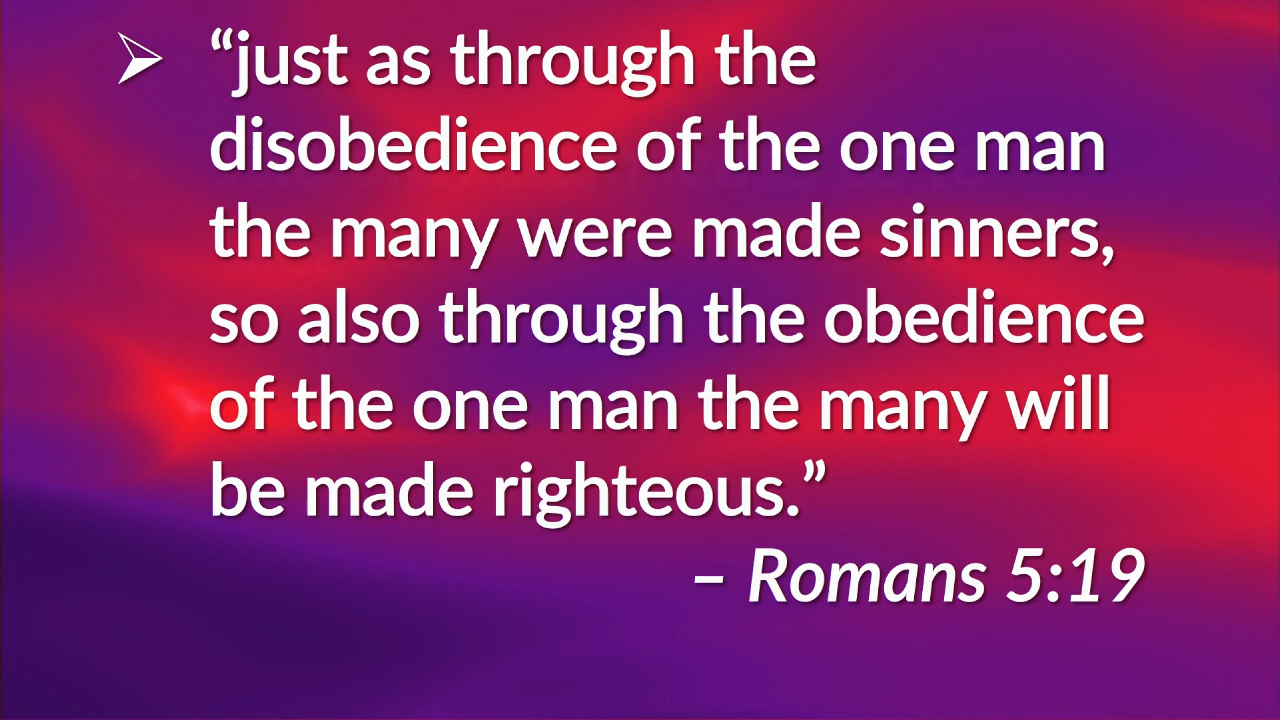 “just as through the
disobedience of the one man
the many were made sinners,
so also through the obedience
of the one man the many will
be made righteous.”
– Romans 5:19